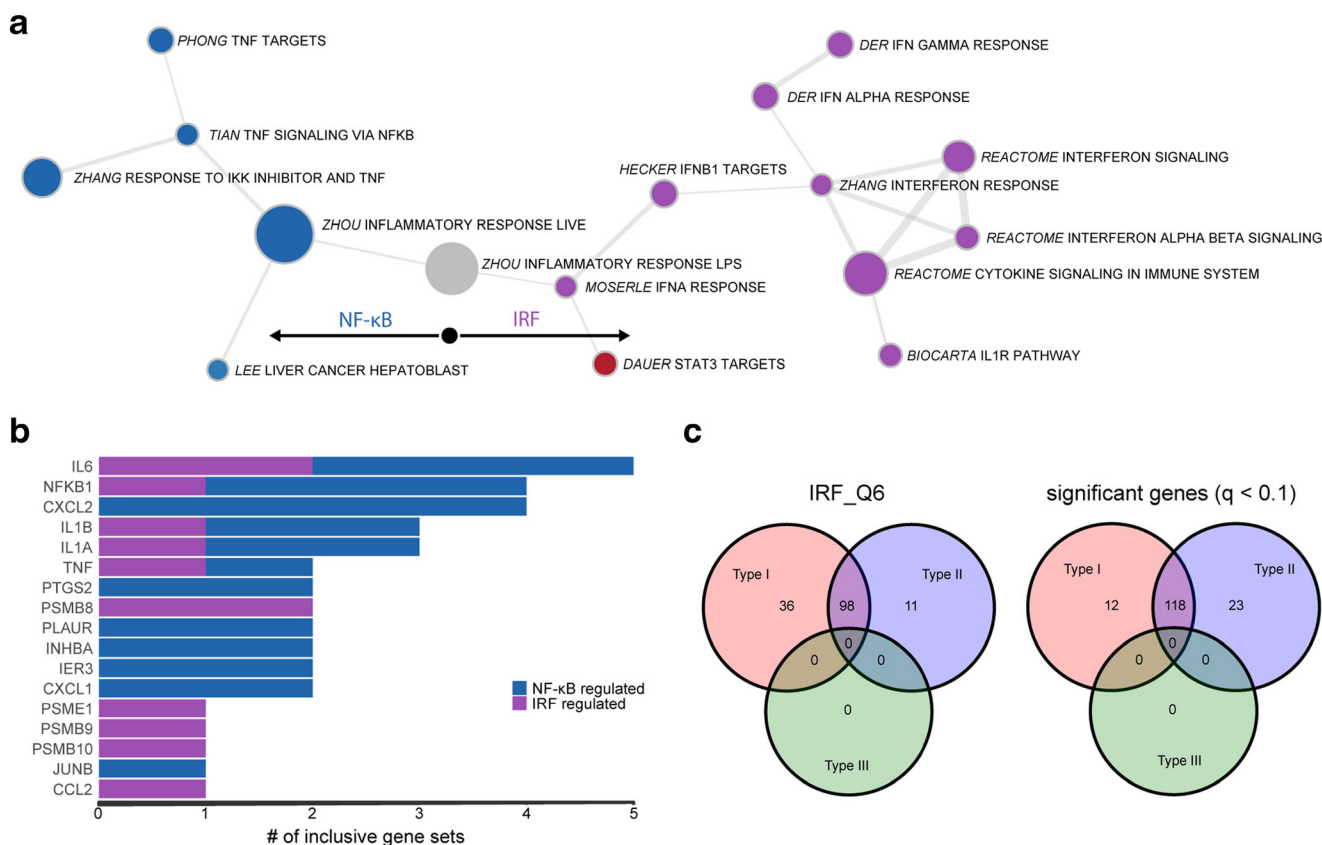 a
PHONG TNF TARGETS
DER IFN GAMMA RESPONSE
DER IFN ALPHA RESPONSE
TIAN TNF SIGNALING VIA NFKB
HECKER IFNB1 TARGETS
REACTOME INTERFERON SIGNALING
ZHANG RESPONSE TO IKK INHIBITOR AND TNF
ZHANG INTERFERON RESPONSE
ZHOU INFLAMMATORY RESPONSE LIVE
REACTOME INTERFERON ALPHA BETA SIGNALING
ZHOU INFLAMMATORY RESPONSE LPS
REACTOME CYTOKINE SIGNALING IN IMMUNE SYSTEM
MOSERLE IFNA RESPONSE
NF-κB
IRF
BIOCARTA IL1R PATHWAY
LEE LIVER CANCER HEPATOBLAST
DAUER STAT3 TARGETS
b
IL6
NFKB1
CXCL2
IL1B
IL1A
TNF
PTGS2
PSMB8
PLAUR
INHBA
IER3
CXCL1
PSME1
PSMB9
PSMB10
JUNB
CCL2
NF-κB regulated
IRF regulated
0 1 2 3 4 5
# of inclusive gene sets
c
IRF_Q6
Type I
Type II
36 98 11
0
0 0
0
Type III
significant genes (q < 0.1)
Type I
Type II
12 118 23
0
0 0
0
Type III